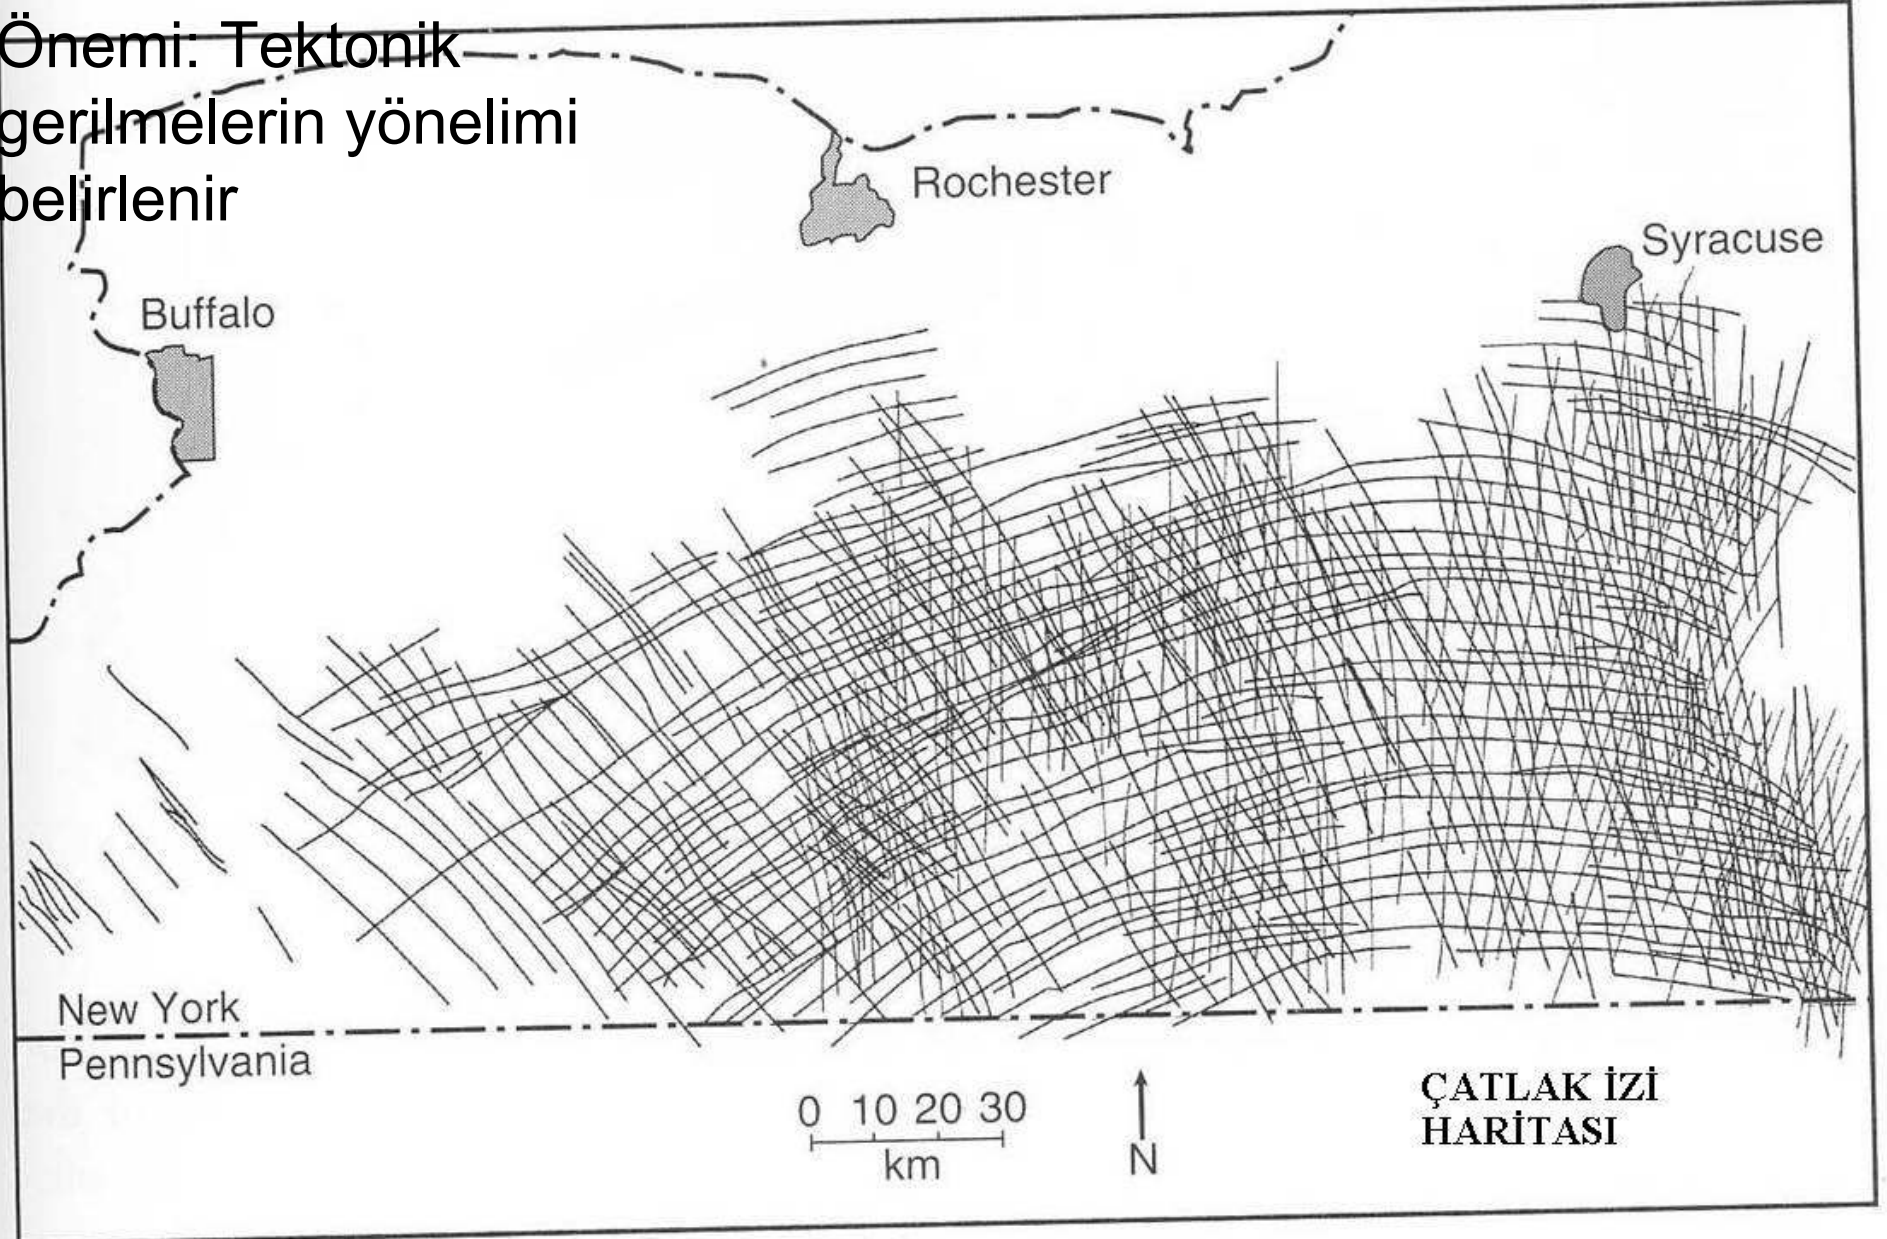 Önemi: Tektonik
gerilmelerin yönelimi
belirlenir
Rochester
Syracuse
Buffalo
New York
Pennsylvania
0 10 20 30
km
N
ÇATLAK İZİ
HARİTASI